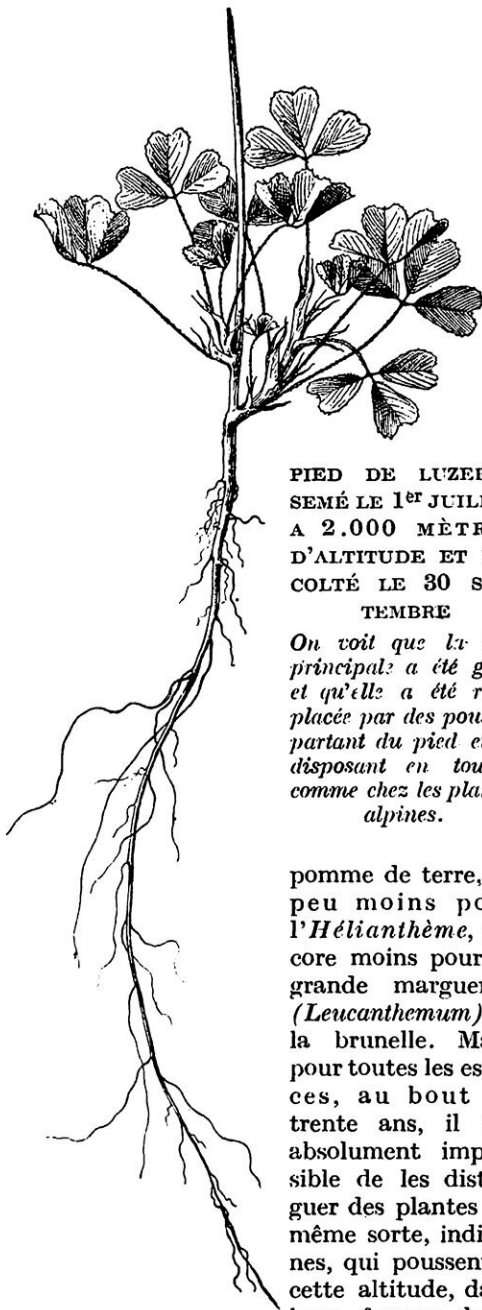 PIED DE LUZER
SEMÉ LE 1er JUILL
A 2.000 MÈTR
D'ALTITUDE ET
COLTÉ LE 30 S
TEMBRE
On voit que la
principale a été g
et qu'elle a été r
placée par des pous
partant du pied e
disposant en tou
comme chez les pla
alpines.
pomme de terre,
peu moins po
l'Hélianthème,
core moins pour
grande marguer
(Leucanthemum)
la brunelle. Ma
pour toutes les es
ces, au bout
trente ans, il
absolument imp
sible de les dist
guer des plantes
même sorte, indi
nes, qui poussen
cette altitude, da